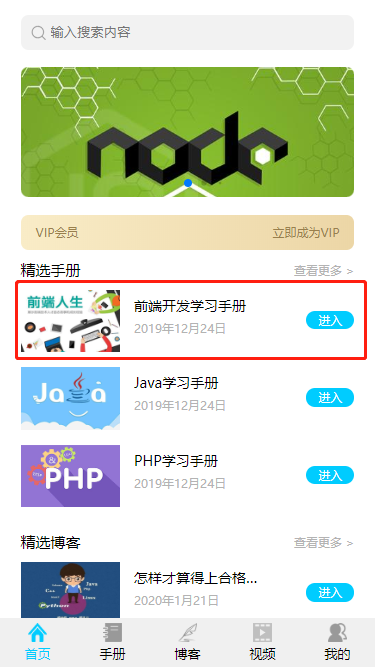 输入搜索内容
node
VIP会员
立即成为VIP
精选手册
查看更多 >
前端人生
前端开发学习手册
2019年12月24日
进入
Java
Java学习手册
2019年12月24日
进入
PHP
PHP学习手册
2019年12月24日
进入
精选博客
查看更多 >
Java
Python
怎样才算得上合格...
2020年1月21日
进入
首页
手册
博客
视频
我的